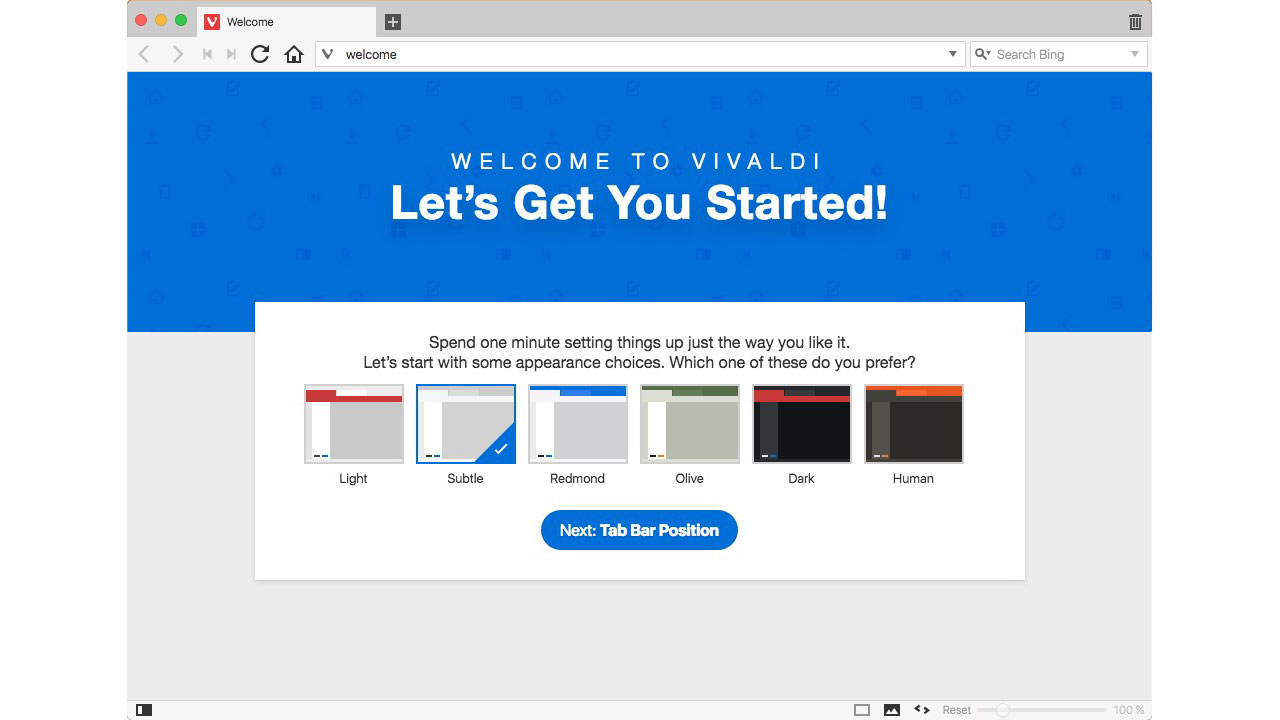 Welcome
welcome
Search Bing
WELCOME TO VIVALDI
Let’s Get You Started!
Spend one minute setting things up just the way you like it.
Let’s start with some appearance choices. Which one of these do you prefer?
Light
Subtle
Redmond
Olive
Dark
Human
Next: Tab Bar Position
Reset
100 %